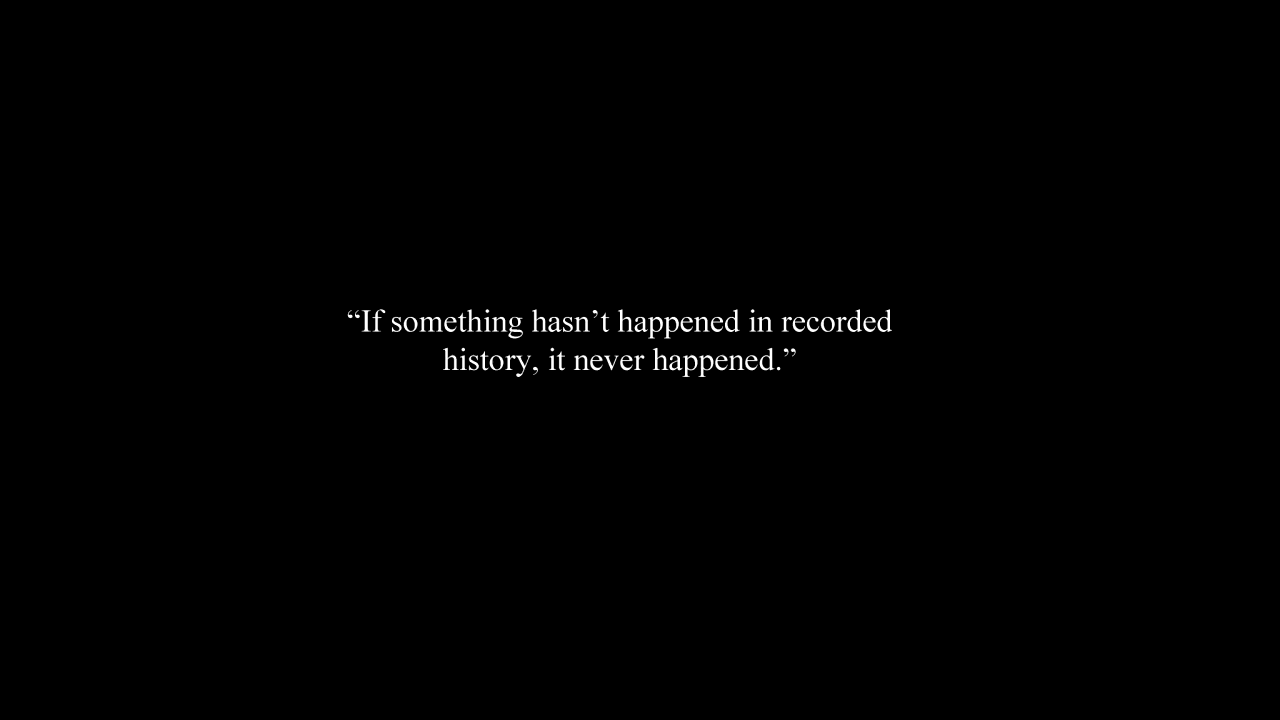 “If something hasn’t happened in recorded
history, it never happened.”